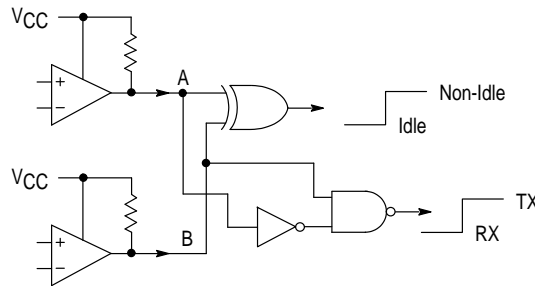 VCC
+
−
A
Non-Idle
Idle
VCC
+
−
B
TX
RX